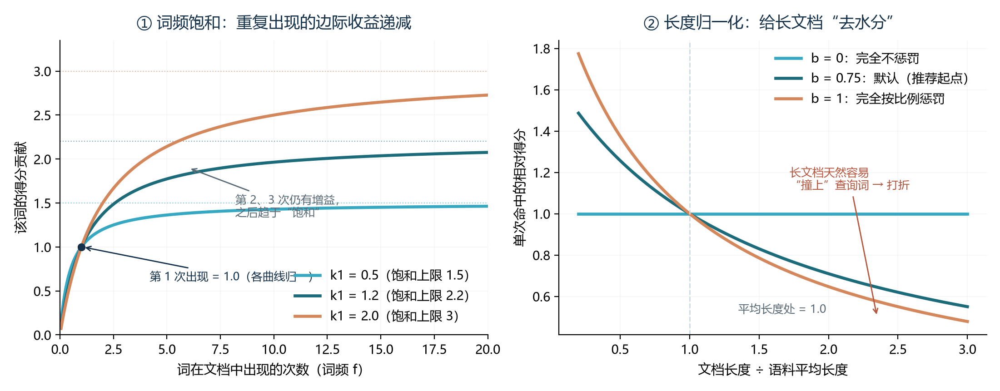 ① 词频饱和：重复出现的边际收益递减
该词的得分贡献
3.0
2.5
2.0
1.5
1.0
0.5
0.0
第 2、3 次仍有增益，
之后趋于“饱和”
第 1 次出现 = 1.0（各曲线归 ）
k1 = 0.5（饱和上限 1.5）
k1 = 1.2（饱和上限 2.2）
k1 = 2.0（饱和上限 3）
0.0 2.5 5.0 7.5 10.0 12.5 15.0 17.5 20.0
词在文档中出现的次数（词频 f）
② 长度归一化：给长文档“去水分”
单次命中的相对得分
1.8
1.6
1.4
1.2
1.0
0.8
0.6
b = 0：完全不惩罚
b = 0.75：默认（推荐起点）
b = 1：完全按比例惩罚
长文档天然容易
“撞上”查询词 → 打折
平均长度处 = 1.0
0.5 1.0 1.5 2.0 2.5 3.0
文档长度 ÷ 语料平均长度